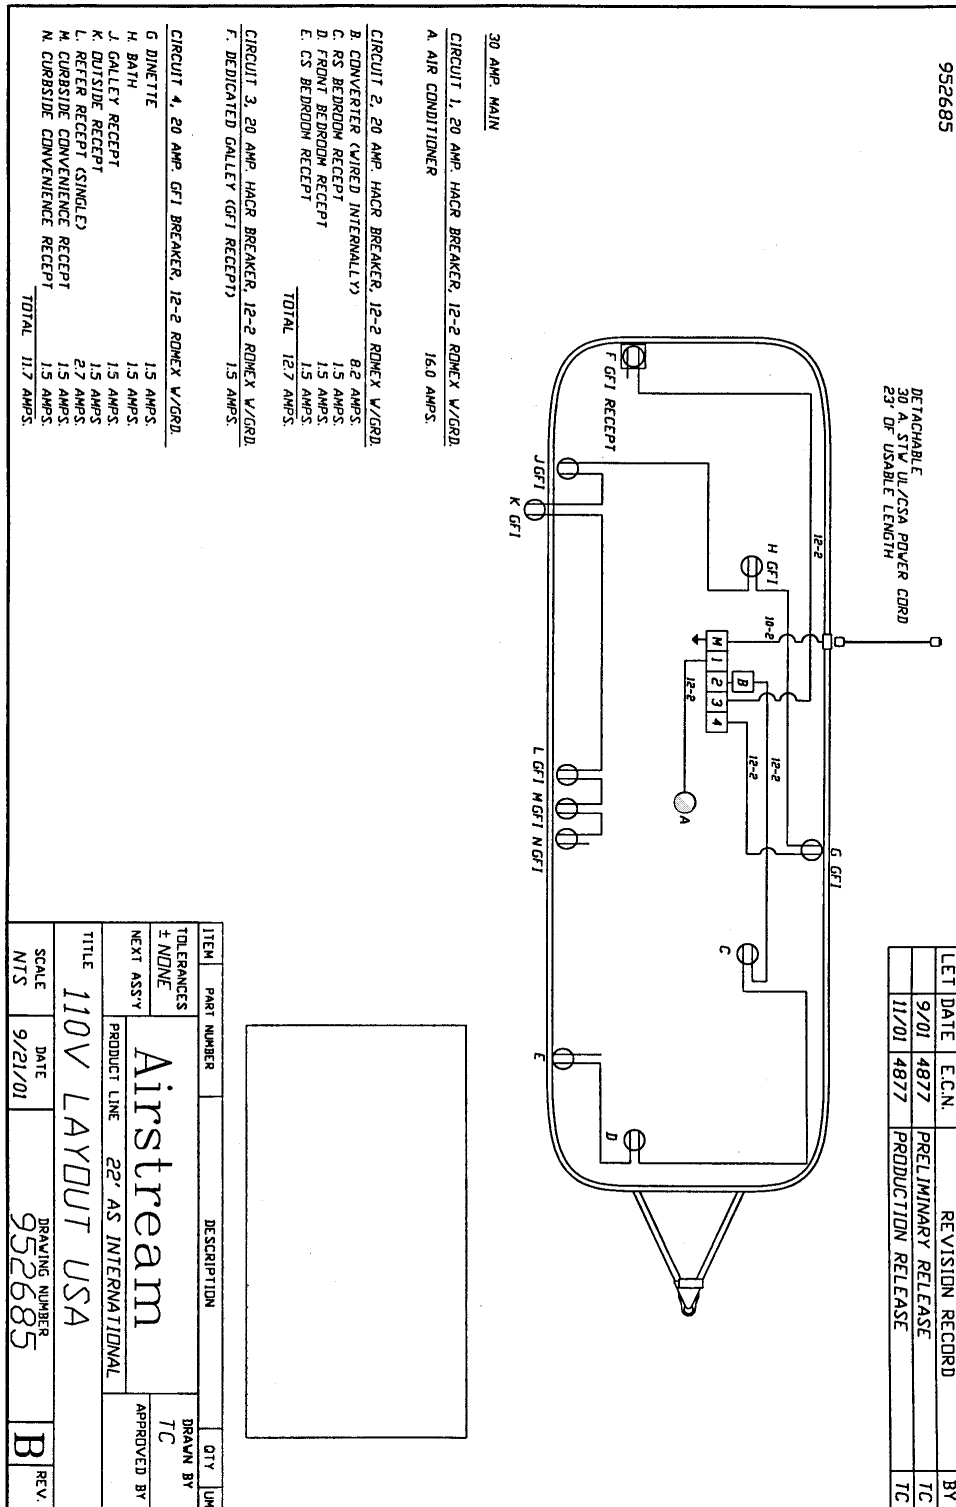 952685
DETACHABLE
30 A. STW UL/CSA POWER CORD
23' OF USABLE LENGTH
LET DATE E.C.N. REVISION RECORD BY
9/01 4877 PRELIMINARY RELEASE TC
11/01 4877 PRODUCTION RELEASE TC
F GFI RECEPT
J GFI
K GFI
H GFI
12-2
10-2
M 1 2 3 4
B
12-2
12-2
12-2
A
L GFI M GFI N GFI
G GFI
C
E
D
30 AMP. MAIN
CIRCUIT 1, 20 AMP. HACR BREAKER, 12-2 ROMEX W/GRD.
A. AIR CONDITIONER 16.0 AMPS.
CIRCUIT 2, 20 AMP. HACR BREAKER, 12-2 ROMEX W/GRD.
B. CONVERTER (WIRED INTERNALLY) 8.2 AMPS.
C. RS BEDROOM RECEPT 1.5 AMPS.
D. FRONT BEDROOM RECEPT 1.5 AMPS.
E. CS BEDROOM RECEPT 1.5 AMPS.
TOTAL 12.7 AMPS.
CIRCUIT 3, 20 AMP. HACR BREAKER, 12-2 ROMEX W/GRD.
F. DEDICATED GALLEY (GFI RECEPT) 1.5 AMPS.
CIRCUIT 4, 20 AMP. GFI BREAKER, 12-2 ROMEX W/GRD.
G DINETTE 1.5 AMPS.
H. BATH 1.5 AMPS.
J. GALLEY RECEPT 1.5 AMPS
K. OUTSIDE RECEPT 1.5 AMPS
L. REFER RECEPT (SINGLE) 2.7 AMPS.
M. CURBSIDE CONVENIENCE RECEPT 1.5 AMPS.
N. CURBSIDE CONVENIENCE RECEPT 1.5 AMPS.
TOTAL 11.7 AMPS.
ITEM PART NUMBER DESCRIPTION QTY UM
TOLERANCES
± NONE
NEXT ASS'Y
Airstream
DRAWN BY
TC
PRODUCT LINE 22' AS INTERNATIONAL
APPROVED BY
TITLE 110V LAYOUT USA
SCALE
NTS
DATE
9/21/01
DRAWING NUMBER
952685
REV.
B